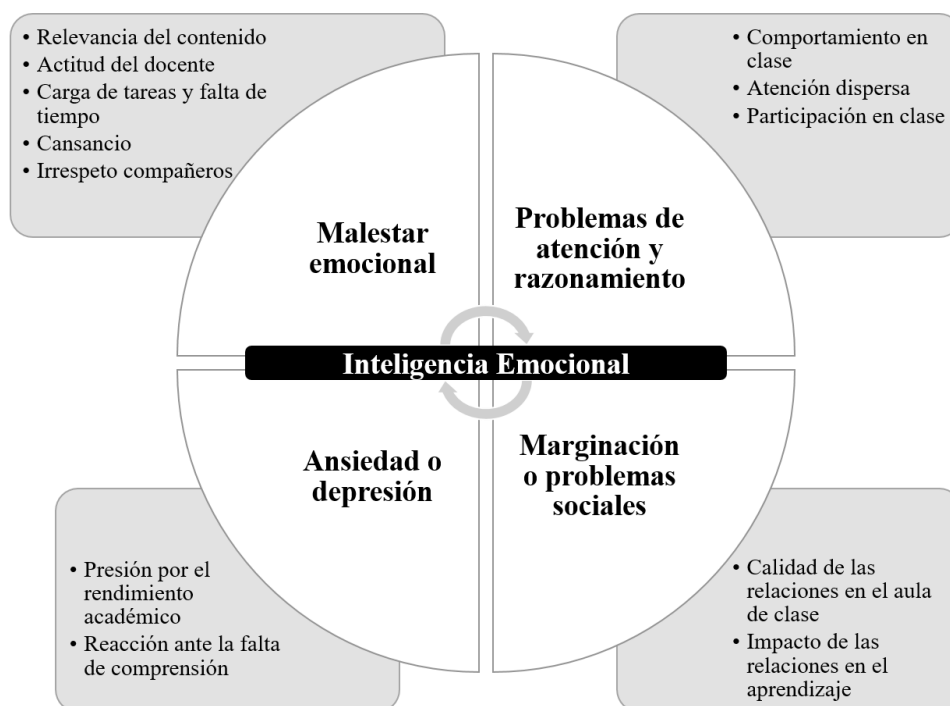 • Relevancia del contenido
• Actitud del docente
• Carga de tareas y falta de
tiempo
• Cansancio
• Irrespeto compañeros
• Comportamiento en
clase
• Atención dispersa
• Participación en clase
Malestar
emocional
Problemas de
atención y
razonamiento
Inteligencia Emocional
Ansiedad o
depresión
Marginación
o problemas
sociales
• Presión por el
rendimiento
académico
• Reacción ante la falta
de comprensión
• Calidad de las
relaciones en el aula
de clase
• Impacto de las
relaciones en el
aprendizaje